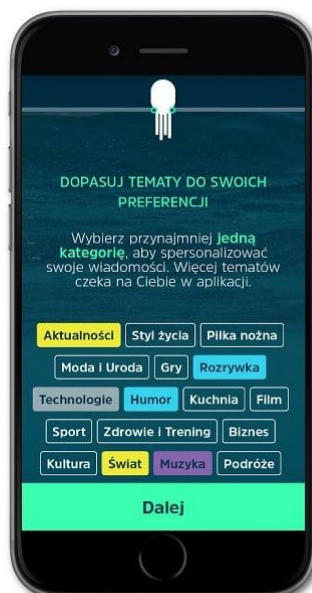 DOPASUJ TEMATY DO SWOICH
PREFERENCJI
Wybierz przynajmniej jedną
kategorię, aby spersonalizować
swoje wiadomości. Więcej tematów
czeka na Ciebie w aplikacji.
Aktualności Styl życia Piłka nożna
Moda i Uroda Gry Rozrywka
Technologie Humor Kuchnia Film
Sport Zdrowie i Trening Biznes
Kultura Świat Muzyka Podróże
Dalej